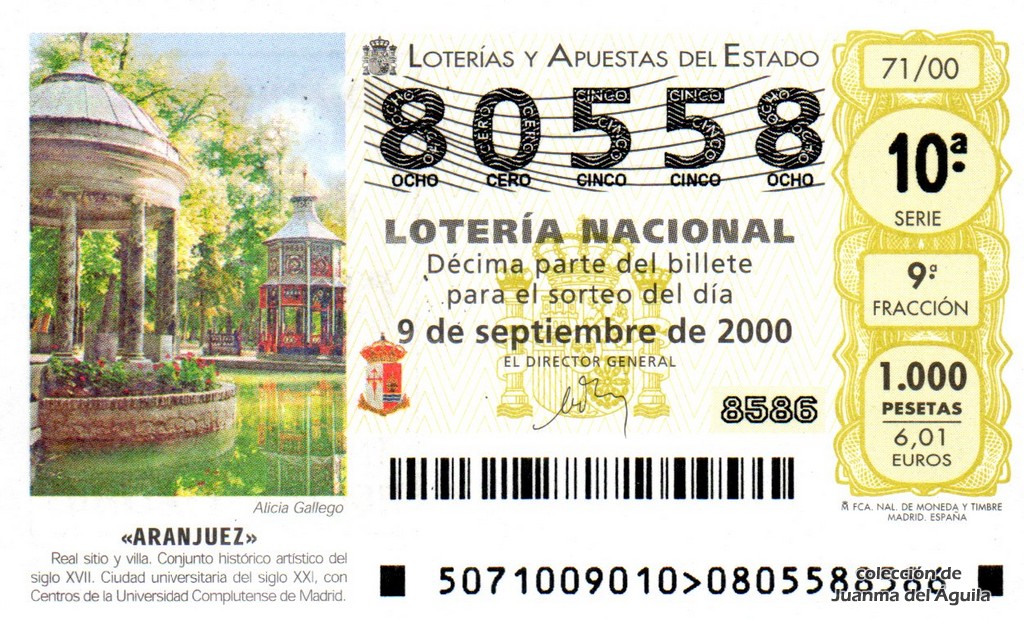 LOTERÍAS Y APUESTAS DEL ESTADO
80558
OCHO CERO CINCO CINCO OCHO
LOTERÍA NACIONAL
Décima parte del billete
para el sorteo del día
9 de septiembre de 2000
EL DIRECTOR GENERAL
8586
71/00
10ª
SERIE
9ª
FRACCIÓN
1.000
PESETAS
6,01
EUROS
FCA. NAL. DE MONEDA Y TIMBRE
MADRID. ESPAÑA
Alicia Gallego
«ARANJUEZ»
Real sitio y villa. Conjunto histórico artístico del
siglo XVII. Ciudad universitaria del siglo XXI, con
Centros de la Universidad Complutense de Madrid.
5071009010>0805588586
colección de
Juanma del Águila